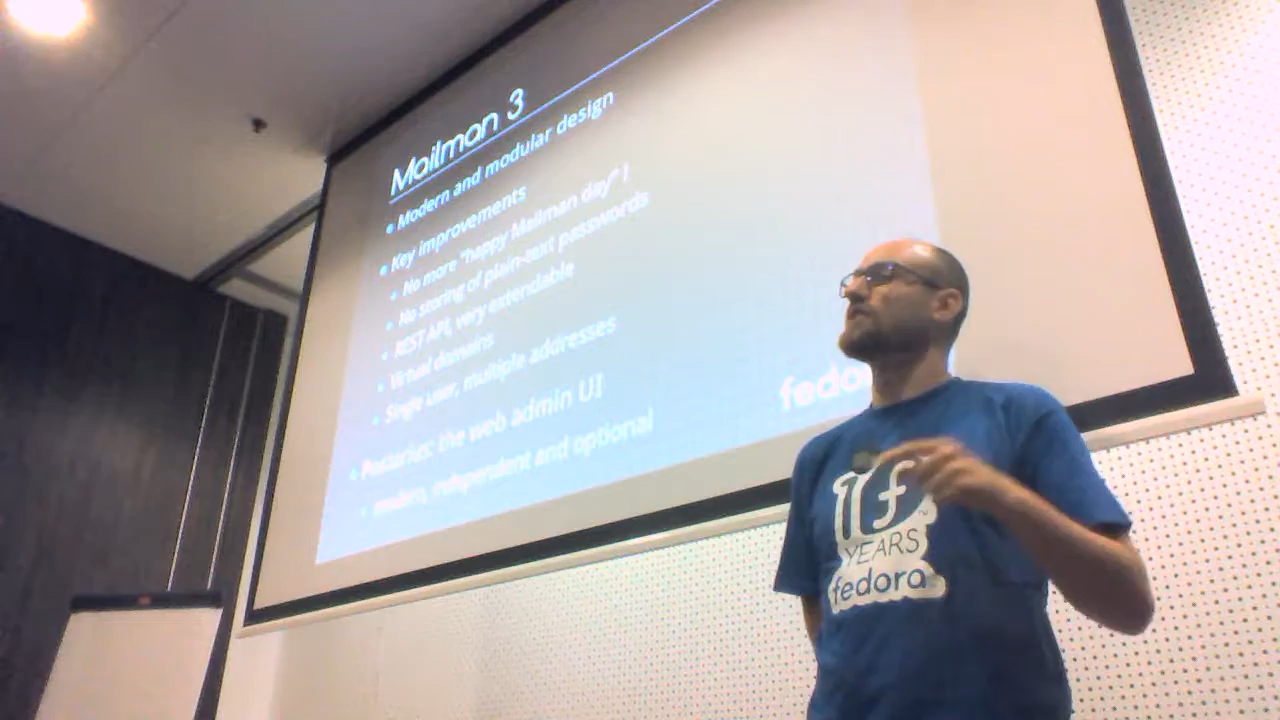 Mailman 3
• Modern and modular design
• Key improvements
• No more "happy Mailman day" !
• No storing of plain-text passwords
• REST API, very extendable
• Virtual domains
• Single user, multiple addresses
• Postorius: the web admin UI
• modern, independent and optional
fedo
YEARS
fedora